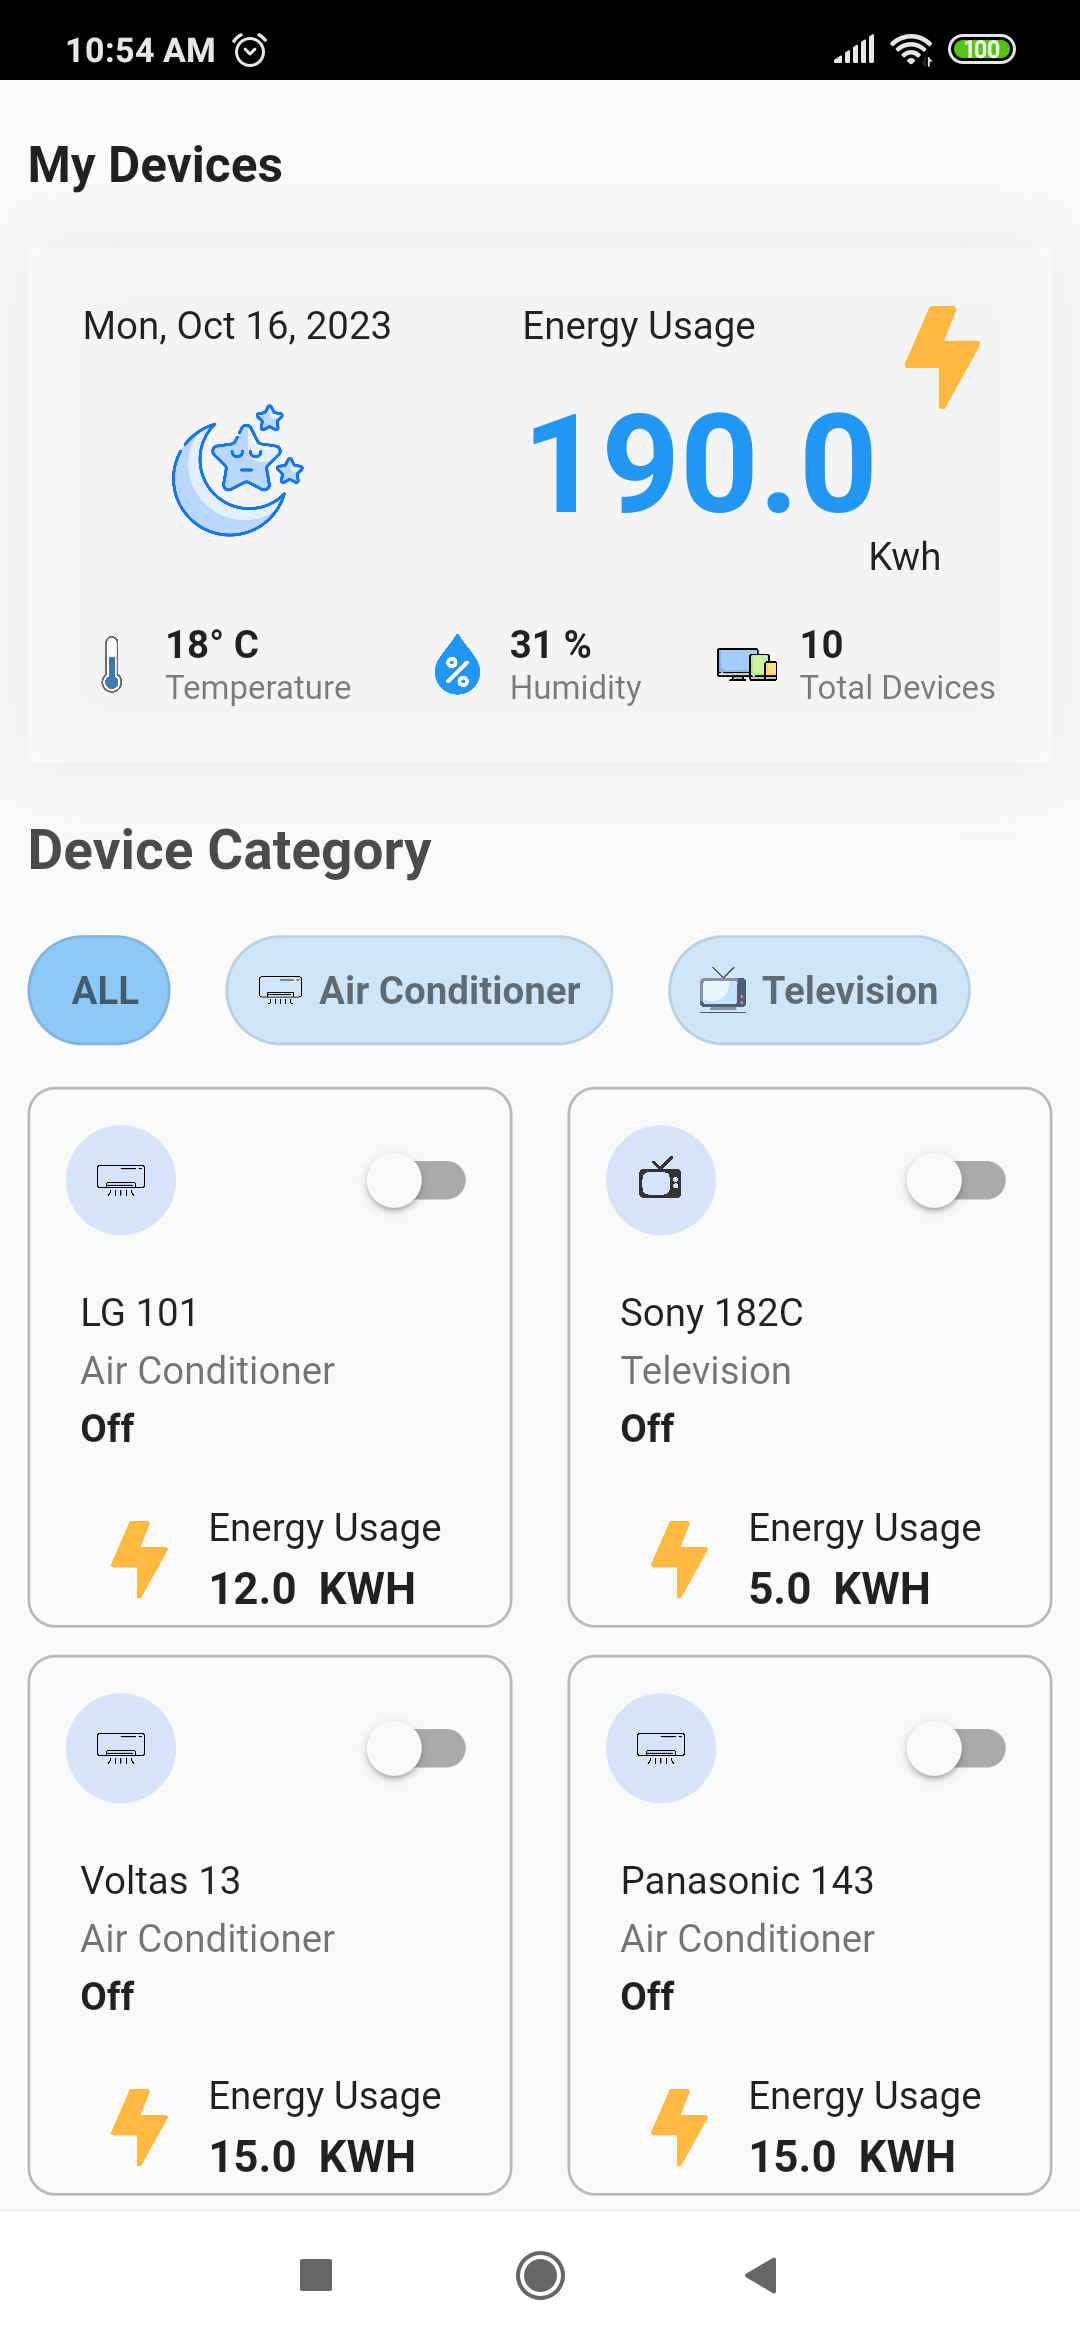 10:54 AM
100
My Devices
Mon, Oct 16, 2023
Energy Usage
190.0
Kwh
18° C
Temperature
31 %
Humidity
10
Total Devices
Device Category
ALL
Air Conditioner
Television
LG 101
Air Conditioner
Off
Energy Usage
12.0 KWH
Sony 182C
Television
Off
Energy Usage
5.0 KWH
Voltas 13
Air Conditioner
Off
Energy Usage
15.0 KWH
Panasonic 143
Air Conditioner
Off
Energy Usage
15.0 KWH